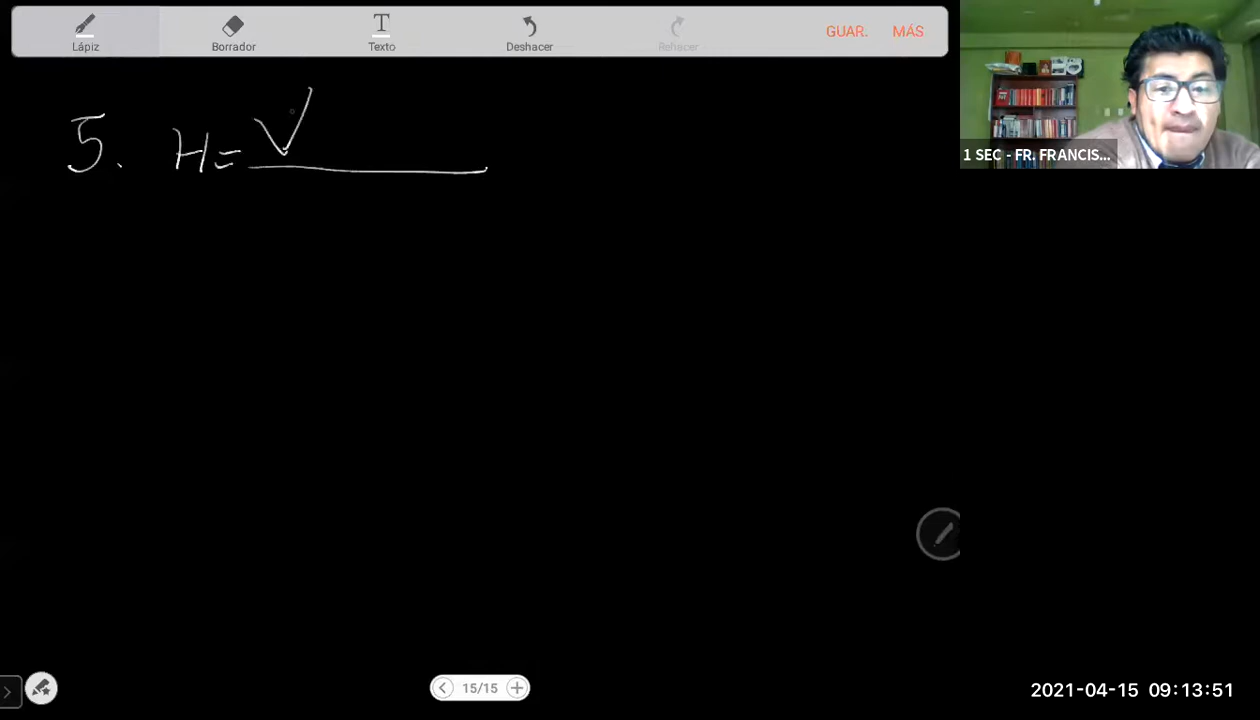 Lápiz
Borrador
T
Texto
Deshacer
Rehacer
GUAR.
MÁS
5. H= √
1 SEC - FR. FRANCIS...
15/15
2021-04-15 09:13:51